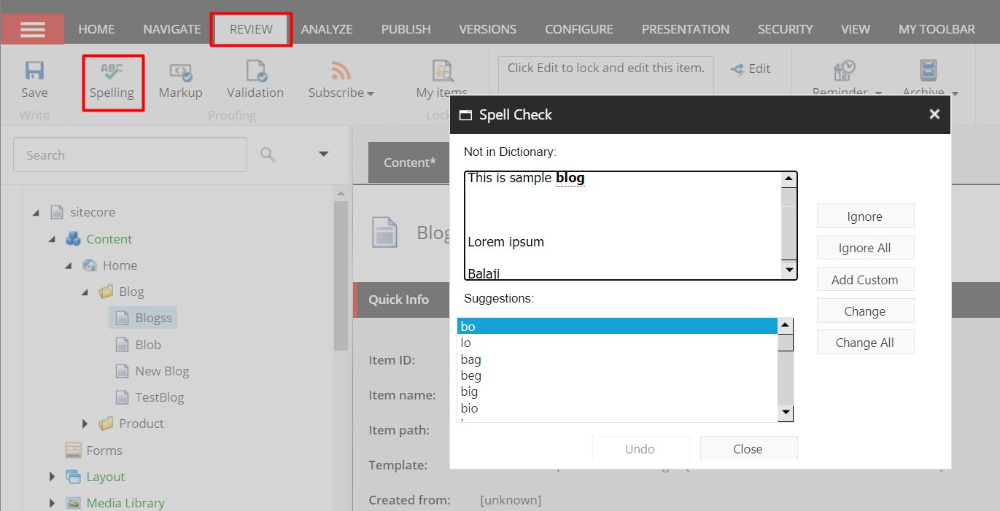 HOME NAVIGATE REVIEW ANALYZE PUBLISH VERSIONS CONFIGURE PRESENTATION SECURITY VIEW MY TOOLBAR
ABC
Click Edit to lock and edit this item. Edit
Save Spelling Markup Validation Subscribe My items Reminder Archive
Write Proofing Lock
Spell Check
Search
Content*
Not in Dictionary:
This is sample blog
Lorem ipsum
Balaji
Ignore
Ignore All
Add Custom
Change
Change All
Suggestions:
bo
lo
bag
beg
big
bio
Undo Close
sitecore
Content
Home
Blog
Blogss
Blob
New Blog
TestBlog
Product
Forms
Layout
Media Library
Blog
Quick Info
Item ID:
Item name:
Item path:
Template:
Created from: [unknown]